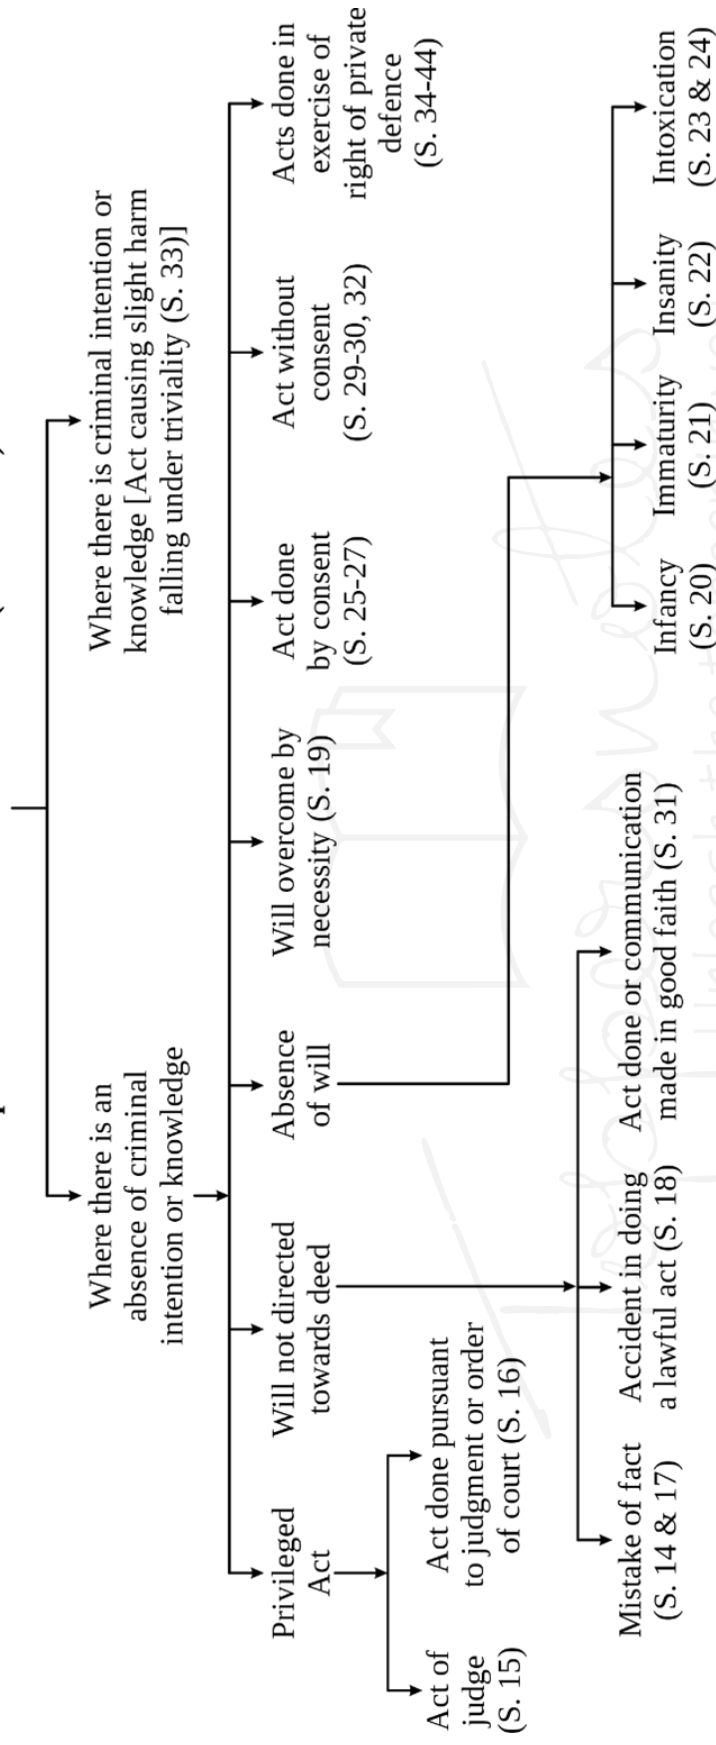 Where there is an
absence of criminal
intention or knowledge
Where there is criminal intention or
knowledge [Act causing slight harm
falling under triviality (S. 33)]
Privileged
Act
Will not directed
towards deed
Absence
of will
Will overcome by
necessity (S. 19)
Act done
by consent
(S. 25-27)
Act without
consent
(S. 29-30, 32)
Acts done in
exercise of
right of private
defence
(S. 34-44)
Act of
judge
(S. 15)
Act done pursuant
to judgment or order
of court (S. 16)
Mistake of fact
(S. 14 & 17)
Accident in doing
a lawful act (S. 18)
Act done or communication
made in good faith (S. 31)
Infancy
(S. 20)
Immaturity
(S. 21)
Insanity
(S. 22)
Intoxication
(S. 23 & 24)